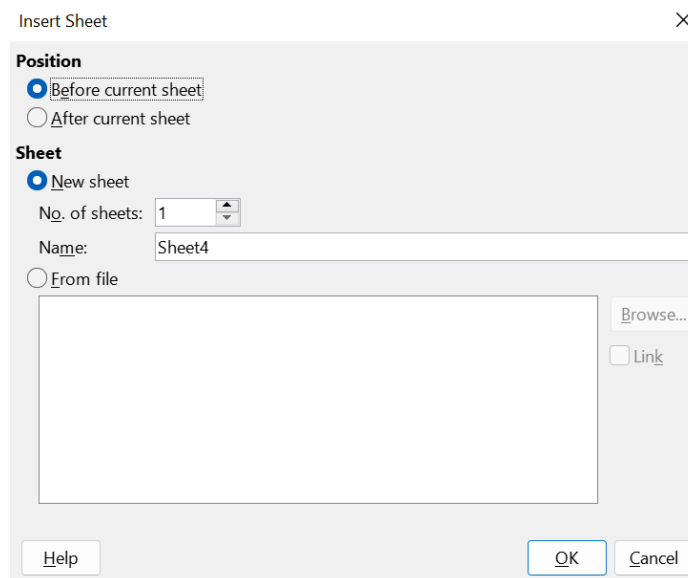 Insert Sheet
Position
Before current sheet
After current sheet
Sheet
New sheet
No. of sheets: 1
Name: Sheet4
From file
Browse...
Link
Help OK Cancel